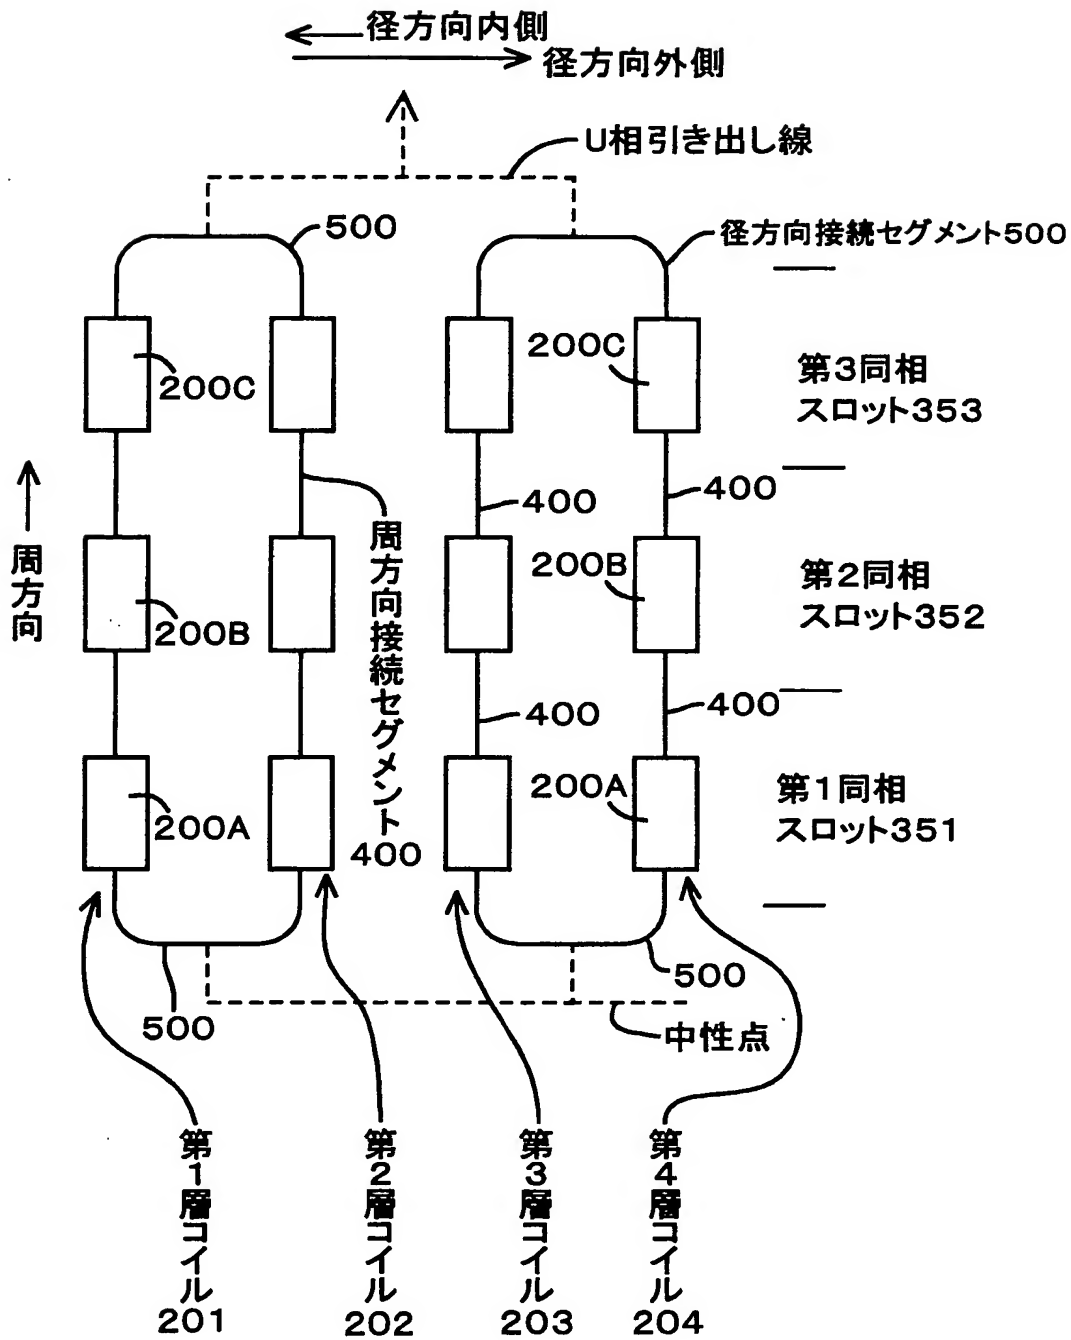 径方向内側
径方向外側
U相引き出し線
500
径方向接続セグメント500
200C
200C
第3同相
スロット353
400
400
周方向
周方向接続セグメント400
200B
200B
第2同相
スロット352
400
400
200A
200A
第1同相
スロット351
500
500
中性点
第1層コイル201
第2層コイル202
第3層コイル203
第4層コイル204